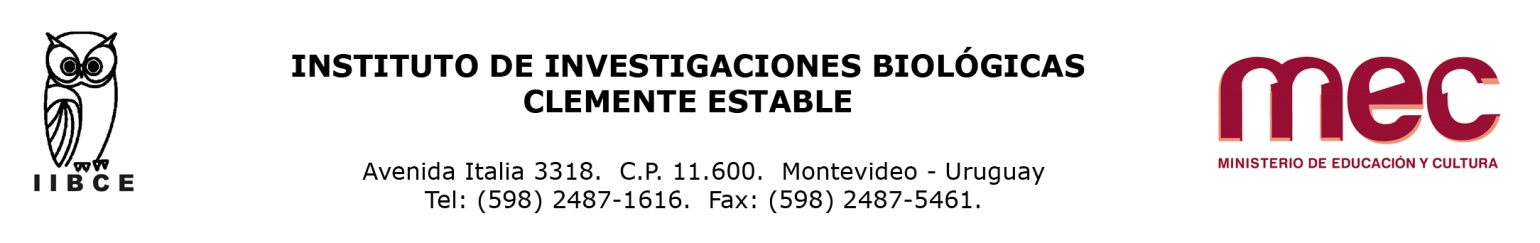 IIBCE
INSTITUTO DE INVESTIGACIONES BIOLÓGICAS
CLEMENTE ESTABLE
Avenida Italia 3318.  C.P. 11.600.  Montevideo - Uruguay
Tel: (598) 2487-1616.  Fax: (598) 2487-5461.
mec
MINISTERIO DE EDUCACIÓN Y CULTURA